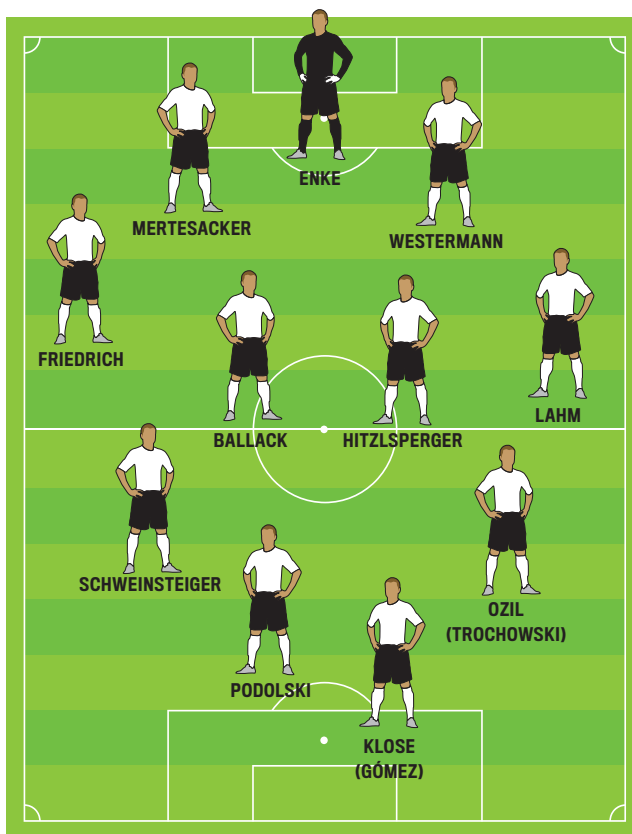 ENKE
MERTESACKER
WESTERMANN
FRIEDRICH
LAHM
BALLACK
HITZLSPERGER
SCHWEINSTEIGER
OZIL
(TROCHOWSKI)
PODOLSKI
KLOSE
(GÓMEZ)